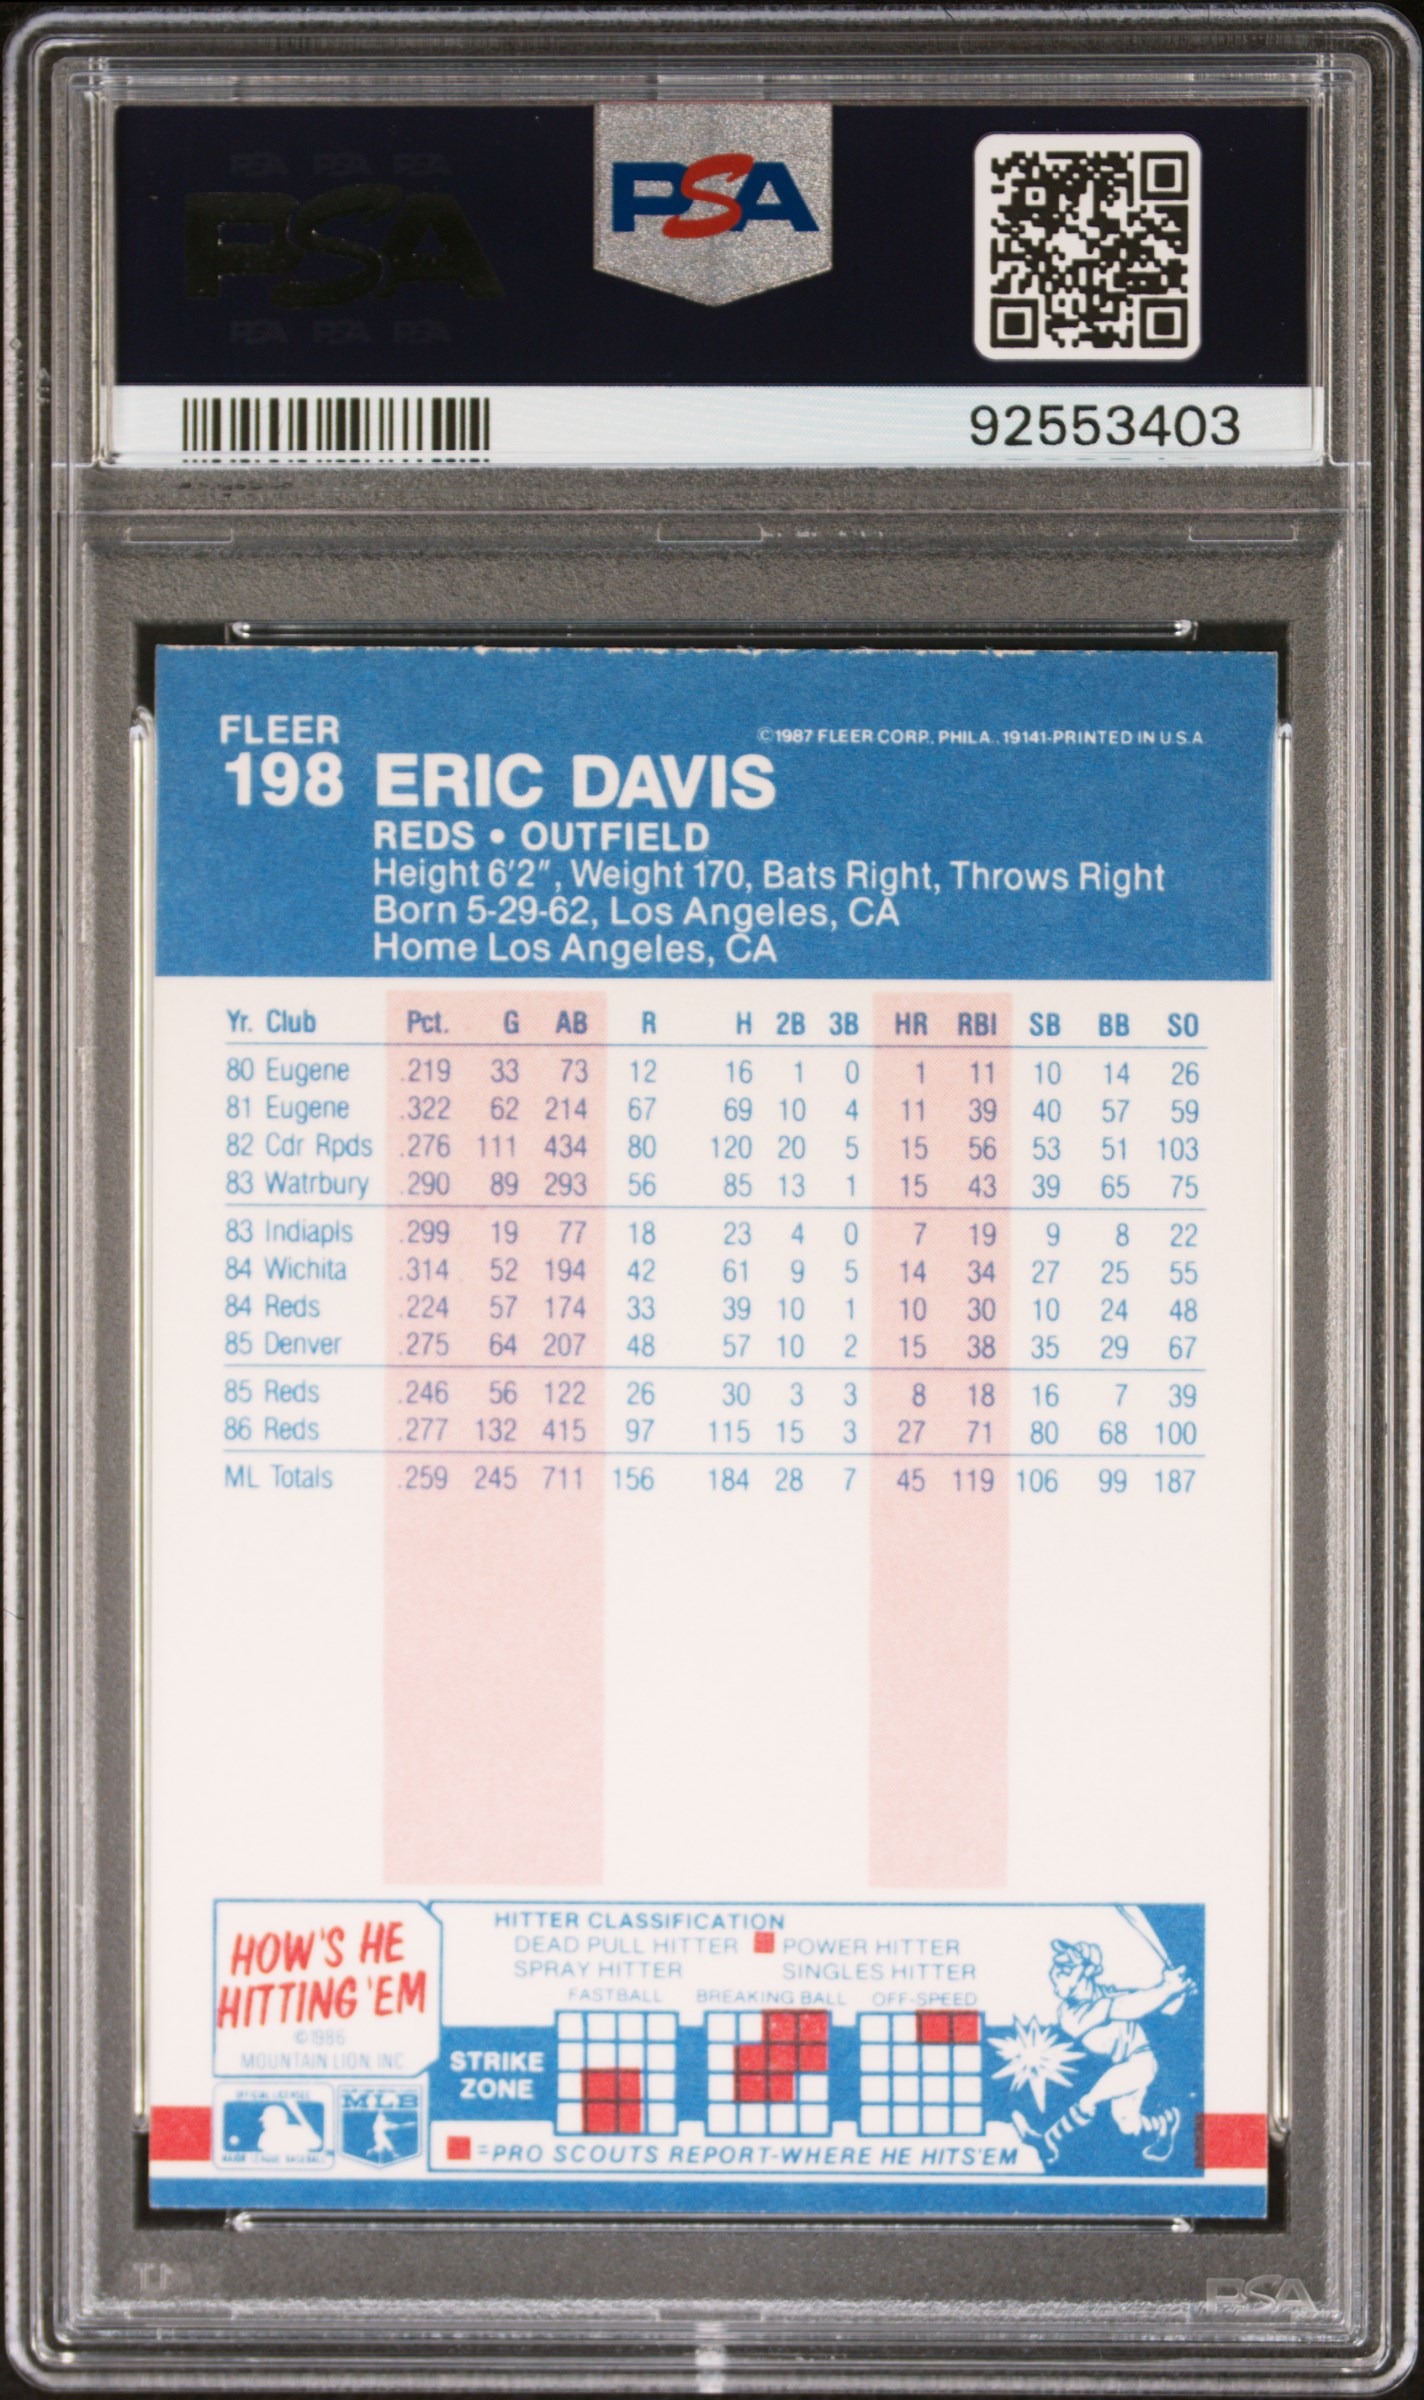 PSA PSA PSA
PSA
PSA PSA PSA
PSA
92553403
FLEER
©1987 FLEER CORP., PHILA., 19141-PRINTED IN U.S.A.
198 ERIC DAVIS
REDS • OUTFIELD
Height 6'2", Weight 170, Bats Right, Throws Right
Born 5-29-62, Los Angeles, CA
Home Los Angeles, CA
Yr. Club Pct. G AB R H 2B 3B HR RBI SB BB SO
80 Eugene .219 33 73 12 16 1 0 1 11 10 14 26
81 Eugene .322 62 214 67 69 10 4 11 39 40 57 59
82 Cdr Rpds .276 111 434 80 120 20 5 15 56 53 51 103
83 Watrbury .290 89 293 56 85 13 1 15 43 39 65 75
83 Indiapls .299 19 77 18 23 4 0 7 19 9 8 22
84 Wichita .314 52 194 42 61 9 5 14 34 27 25 55
84 Reds .224 57 174 33 39 10 1 10 30 10 24 48
85 Denver .275 64 207 48 57 10 2 15 38 35 29 67
85 Reds .246 56 122 26 30 3 3 8 18 16 7 39
86 Reds .277 132 415 97 115 15 3 27 71 80 68 100
ML Totals .259 245 711 156 184 28 7 45 119 106 99 187
HOW'S HE
HITTING 'EM
©1986
MOUNTAIN LION, INC.
HITTER CLASSIFICATION
DEAD PULL HITTER POWER HITTER
SPRAY HITTER SINGLES HITTER
FASTBALL BREAKING BALL OFF-SPEED
STRIKE
ZONE
=PRO SCOUTS REPORT-WHERE HE HITS'EM
MLB
MAJOR LEAGUE BASEBALL
PSA